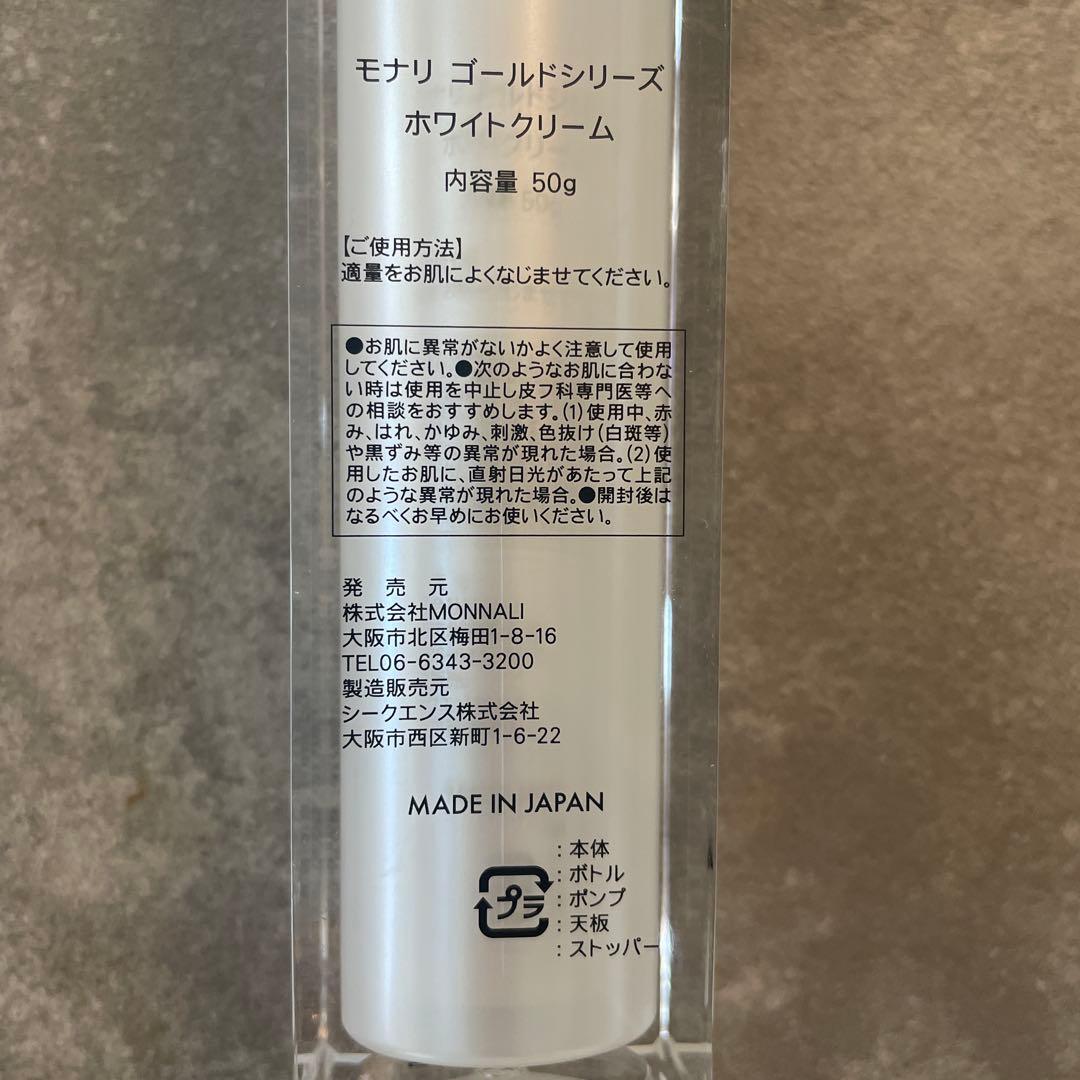 モナリ ゴールドシリーズ
ホワイトクリーム
内容量 50g
【ご使用方法】
適量をお肌によくなじませてください。
●お肌に異常がないかよく注意して使用
してください。●次のようなお肌に合わな
い時は使用を中止し皮フ科専門医等へ
の相談をおすすめします。(1)使用中、赤
み、はれ、かゆみ、刺激、色抜け(白斑等)
や黒ずみ等の異常が現れた場合。(2)使
用したお肌に、直射日光があたって上記
のような異常が現れた場合。●開封後は
なるべくお早めにお使いください。
発 売 元
株式会社MONNALI
大阪市北区梅田1-8-16
TEL06-6343-3200
製造販売元
シークエンス株式会社
大阪市西区新町1-6-22
MADE IN JAPAN
プラ
:本体
:ボトル
:ポンプ
:天板
:ストッパー